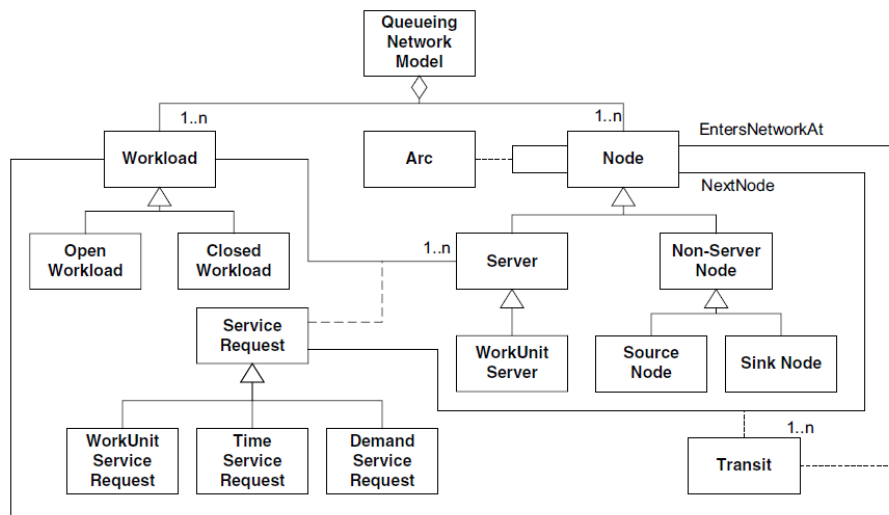 Queueing
Network
Model
1..n
1..n
EntersNetworkAt
Workload
Arc
Node
NextNode
Open
Workload
Closed
Workload
1..n
Server
Non-Server
Node
Service
Request
WorkUnit
Server
Source
Node
Sink Node
1..n
WorkUnit
Service
Request
Time
Service
Request
Demand
Service
Request
Transit